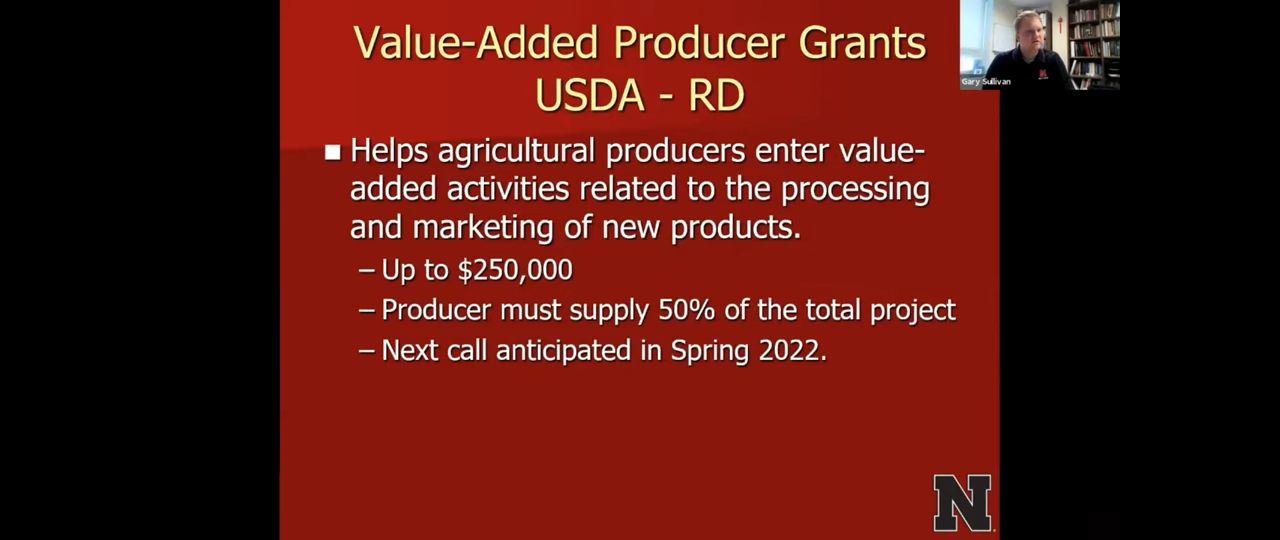 Value-Added Producer Grants
USDA - RD
■ Helps agricultural producers enter value-
added activities related to the processing
and marketing of new products.
– Up to $250,000
– Producer must supply 50% of the total project
– Next call anticipated in Spring 2022.
Gary Sullivan
N